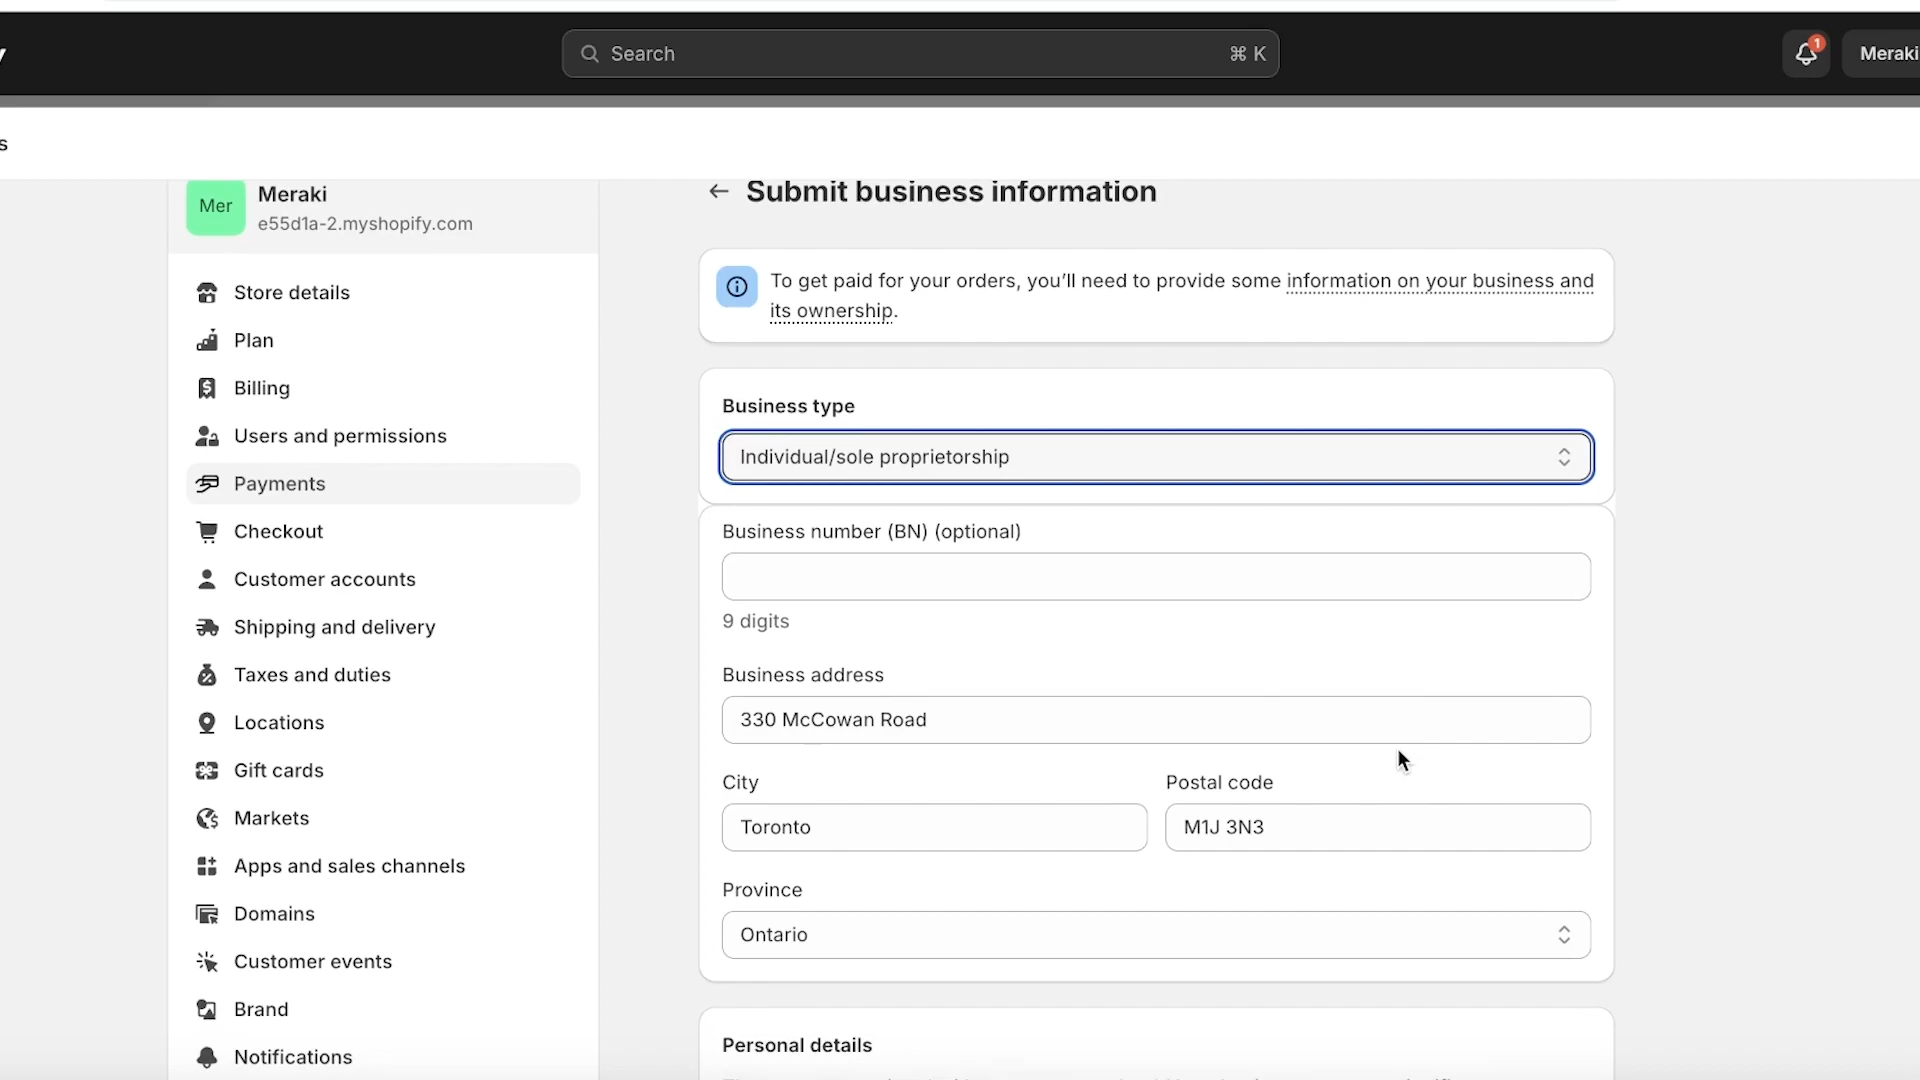 Search
⌘ K
1
Meraki
s
Mer
Meraki
e55d1a-2.myshopify.com
Store details
Plan
Billing
Users and permissions
Payments
Checkout
Customer accounts
Shipping and delivery
Taxes and duties
Locations
Gift cards
Markets
Apps and sales channels
Domains
Customer events
Brand
Notifications
Submit business information
To get paid for your orders, you’ll need to provide some information on your business and
its ownership.
Business type
Individual/sole proprietorship
Business number (BN) (optional)
9 digits
Business address
330 McCowan Road
City
Postal code
Toronto
M1J 3N3
Province
Ontario
Personal details